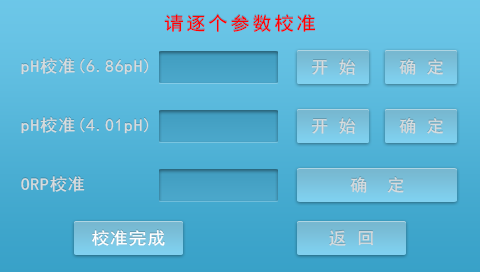 请逐个参数校准
pH校准(6.86pH) 开 始 确 定
pH校准(4.01pH) 开 始 确 定
ORP校准 确 定
校准完成 返 回